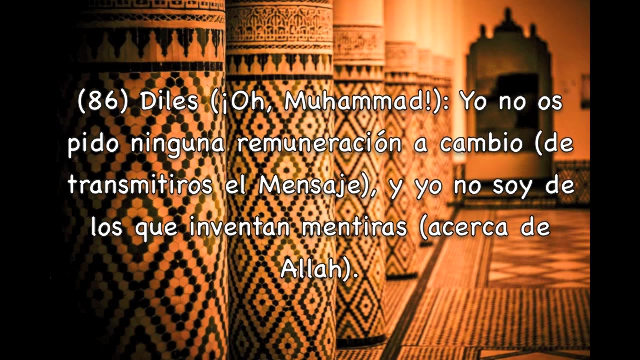 (86) Diles (¡Oh, Muhammad!): Yo no os
pido ninguna remuneración a cambio (de
transmitiros el Mensaje), y yo no soy de
los que inventan mentiras (acerca de
Allah).